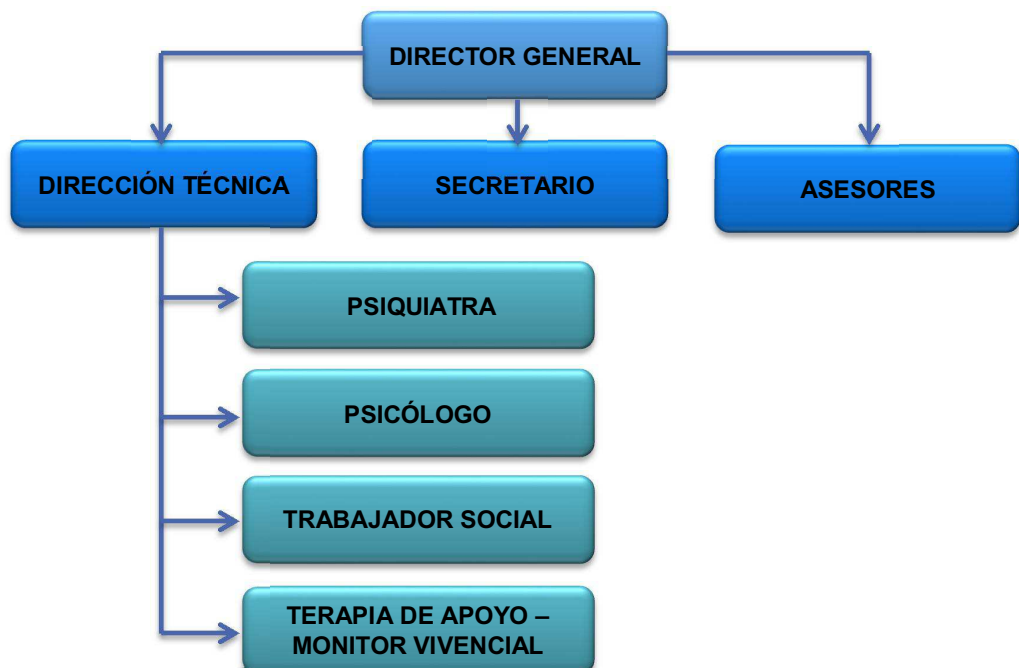 DIRECTOR GENERAL
DIRECCIÓN TÉCNICA
SECRETARIO
ASESORES
PSIQUIATRA
PSICÓLOGO
TRABAJADOR SOCIAL
TERAPIA DE APOYO –
MONITOR VIVENCIAL